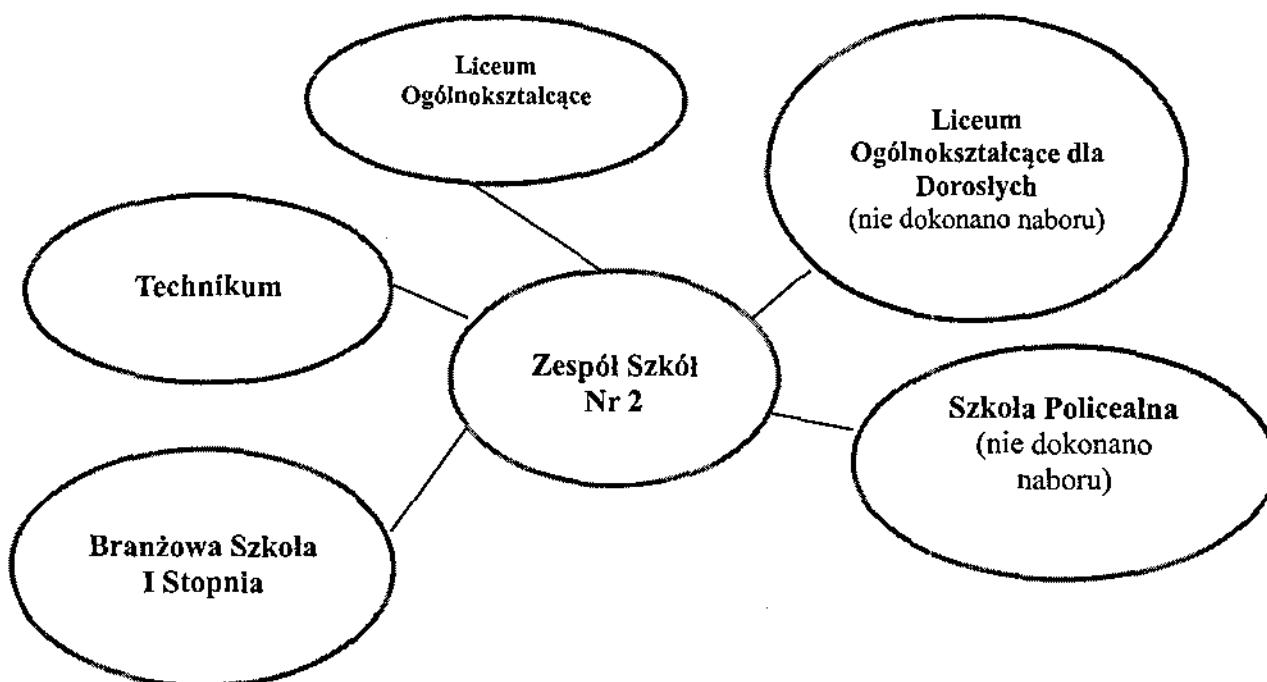 Liceum
Ogólnokształcące
Liceum
Ogólnokształcące dla
Dorosłych
(nie dokonano naboru)
Technikum
Zespół Szkół
Nr 2
Szkoła Policealna
(nie dokonano
naboru)
Branżowa Szkoła
I Stopnia